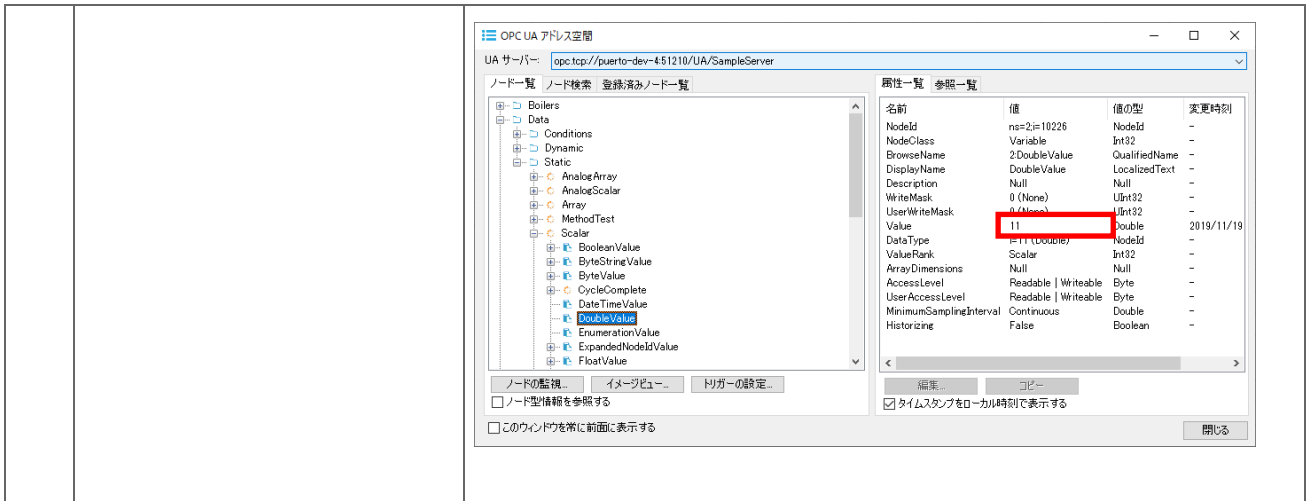 OPC UA アドレス空間
UA サーバー: opc.tcp://puerto-dev-4:51210/UA/SampleServer
ノード一覧 ノード検索 登録済みノード一覧
Boilers
Data
Conditions
Dynamic
Static
AnalogArray
AnalogScalar
Array
MethodTest
Scalar
BooleanValue
ByteStringValue
ByteValue
CycleComplete
DateTimeValue
DoubleValue
EnumerationValue
ExpandedNodeIdValue
FloatValue
ノードの監視... イメージビュー... トリガーの設定...
ノード型情報を参照する
属性一覧 参照一覧
名前 値 値の型 変更時刻
NodeId ns=2;i=10226 NodeId -
NodeClass Variable Int32 -
BrowseName 2:DoubleValue QualifiedName -
DisplayName DoubleValue LocalizedText -
Description Null Null -
WriteMask 0 (None) UInt32 -
UserWriteMask 0 (None) UInt32 -
Value 11 Double 2019/11/19
DataType i=11 (Double) NodeId -
ValueRank Scalar Int32 -
ArrayDimensions Null Null -
AccessLevel Readable | Writeable Byte -
UserAccessLevel Readable | Writeable Byte -
MinimumSamplingInterval Continuous Double -
Historizing False Boolean -
編集... コピー
タイムスタンプをローカル時刻で表示する
このウィンドウを常に前面に表示する
閉じる